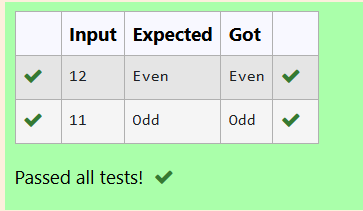 Input Expected Got
12 Even Even
11 Odd Odd
Passed all tests!